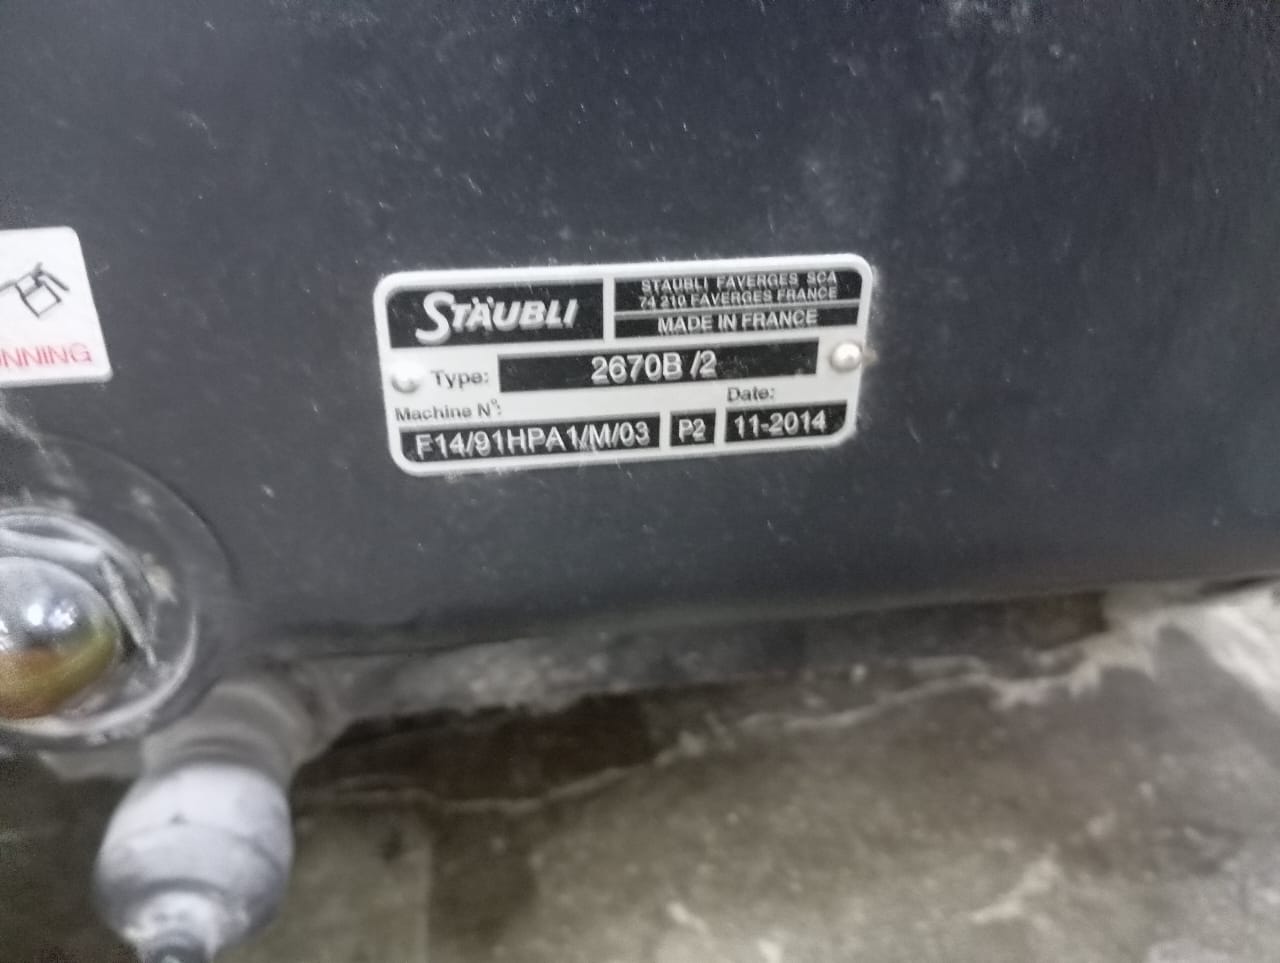 STÄUBLI
STAUBLI FAVERGES SCA
74 210 FAVERGES FRANCE
MADE IN FRANCE
Type: 2670B /2
Machine N°:
Date:
F14/91HPA1/M/03 P2 11-2014